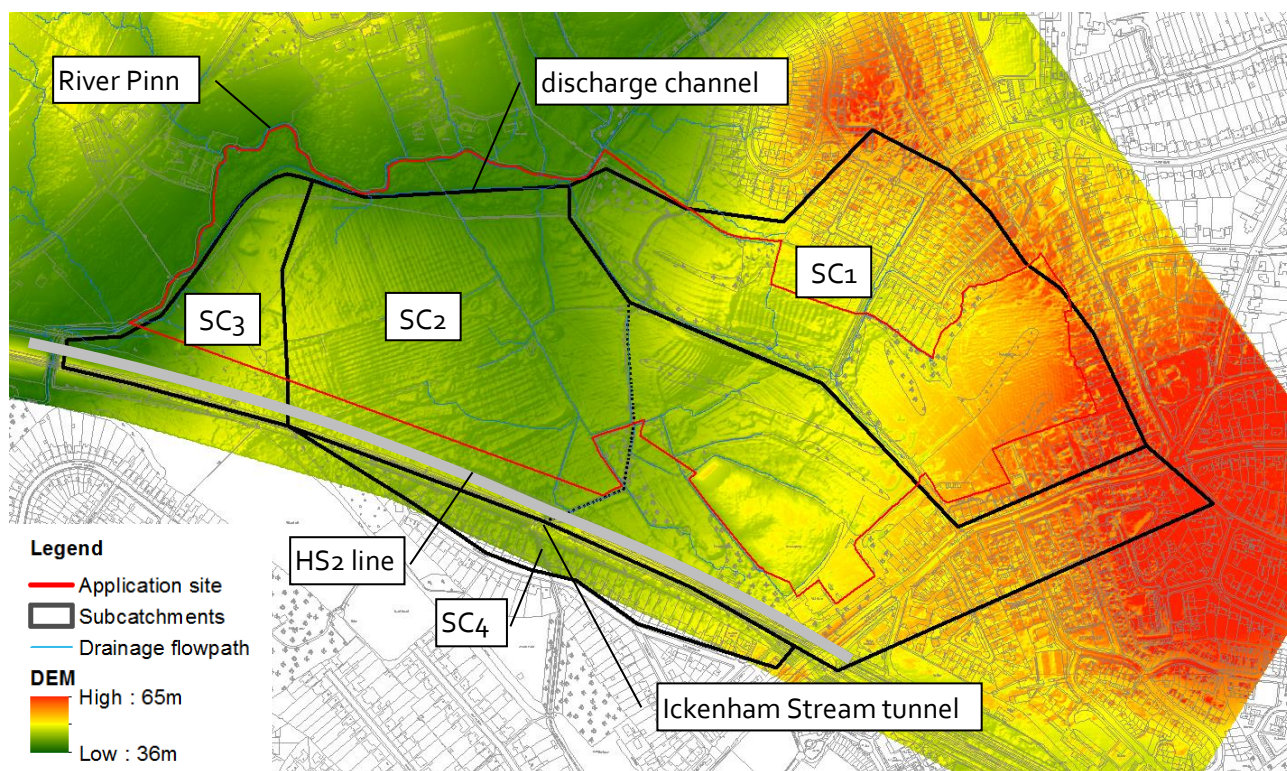 River Pinn
discharge channel
SC1
SC3
SC2
HS2 line
SC4
Ickenham Stream tunnel
Legend
Application site
Subcatchments
Drainage flowpath
DEM
High : 65m
Low : 36m